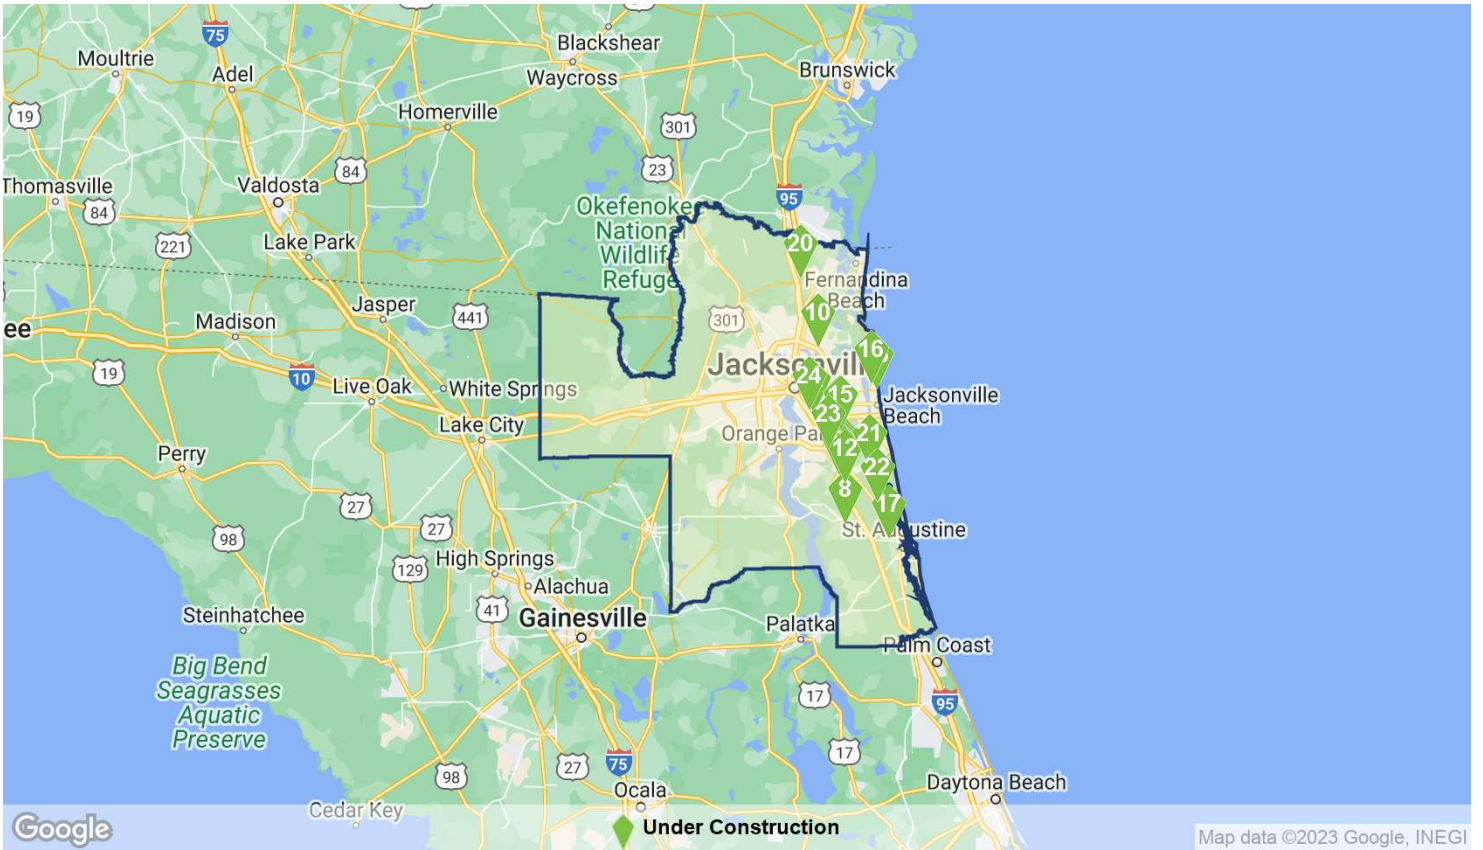 75
Moultrie
Adel
Blackshear
Waycross
Brunswick
19
Homerville
301
23
84
Thomasville
Valdosta
84
95
Okefenoke
National
Wildlife
Refuge
221
Lake Park
20
Fernandina
Beach
Jasper
441
301
10
ee
Madison
16
Jacksonvill
19
10
Live Oak
White Springs
24
15
Jacksonville
Beach
Lake City
23
Orange Pa
21
12
Perry
22
8
17
27
27
98
St. Augustine
High Springs
129
Alachua
41
Steinhatchee
Gainesville
Palatka
Palm Coast
Big Bend
Seagrasses
Aquatic
Preserve
17
95
17
75
27
98
Daytona Beach
Ocala
Cedar Key
Google
Under Construction
Map data ©2023 Google, INEGI